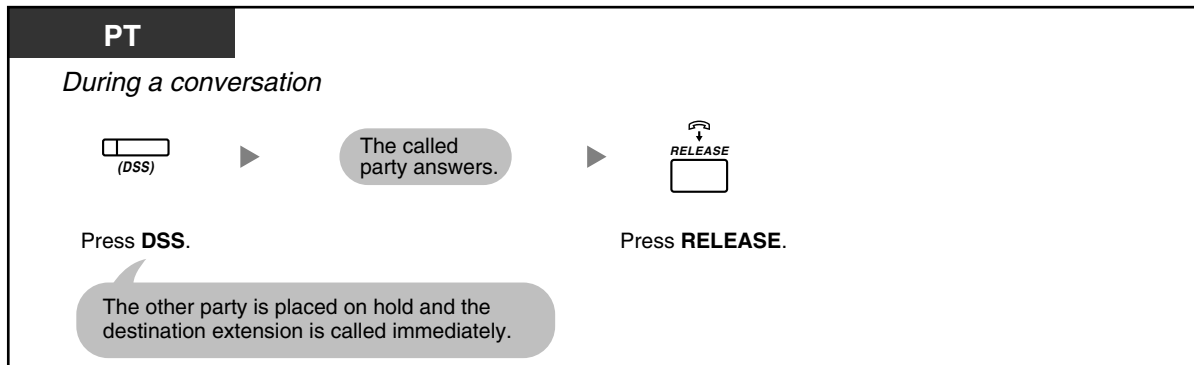 PT
During a conversation
(DSS)
The called
party answers.
RELEASE
Press DSS.
Press RELEASE.
The other party is placed on hold and the
destination extension is called immediately.